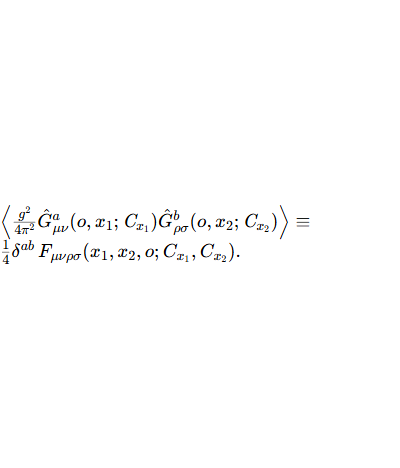 $\left\langle \frac{g^2}{4\pi^2} \hat{G}^a_{\mu\nu}(o, x_1; C_{x_1}) \hat{G}^b_{\rho\sigma}(o, x_2; C_{x_2}) \right\rangle \equiv$
$\frac{1}{4} \delta^{ab} F_{\mu\nu\rho\sigma}(x_1, x_2, o; C_{x_1}, C_{x_2}).$